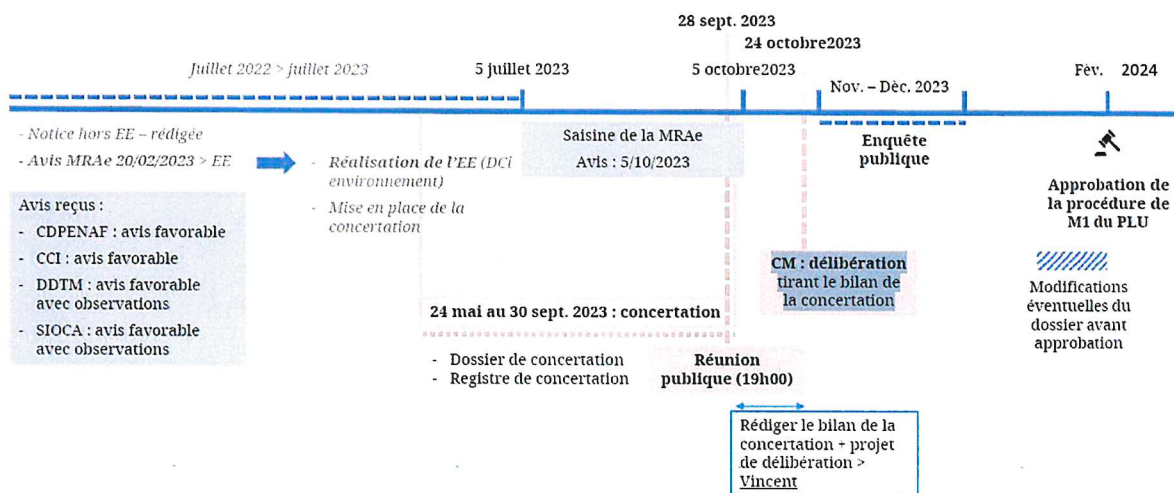 28 sept. 2023
24 octobre2023
Juillet 2022 > juillet 2023
5 juillet 2023
5 octobre2023
Nov. – Dèc. 2023
Fèv. 2024
- Notice hors EE – rédigée
- Avis MRAe 20/02/2023 > EE
- Réalisation de l'EE (DCi
environnement)
- Mise en place de la
concertation
Saisine de la MRAe
Avis : 5/10/2023
Enquête
publique
Approbation de
la procédure de
M1 du PLU
Avis reçus :
- CDPENAF : avis favorable
- CCI : avis favorable
- DDTM : avis favorable
avec observations
- SIOCA : avis favorable
avec observations
CM : délibération
tirant le bilan de
la concertation
Modifications
éventuelles du
dossier avant
approbation
24 mai au 30 sept. 2023 : concertation
- Dossier de concertation
- Registre de concertation
Réunion
publique (19h00)
Rédiger le bilan de la
concertation + projet
de délibération >
Vincent